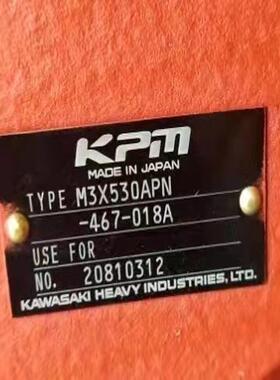 KPM
MADE IN JAPAN
TYPE M3X530APN
-467-018A
USE FOR
NO. 20810312
KAWASAKI HEAVY INDUSTRIES, LTD.